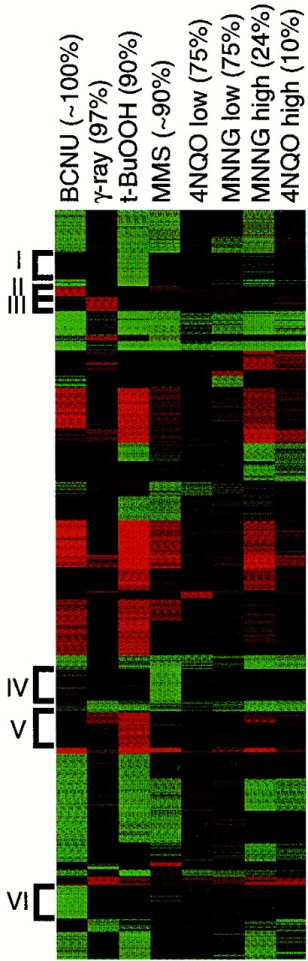 BCNU (~100%)
γ-ray (97%)
t-BuOOH (90%)
MMS (~90%)
4NQO low (75%)
MNNG low (75%)
MNNG high (24%)
4NQO high (10%)
I
II
III
IV
V
VI